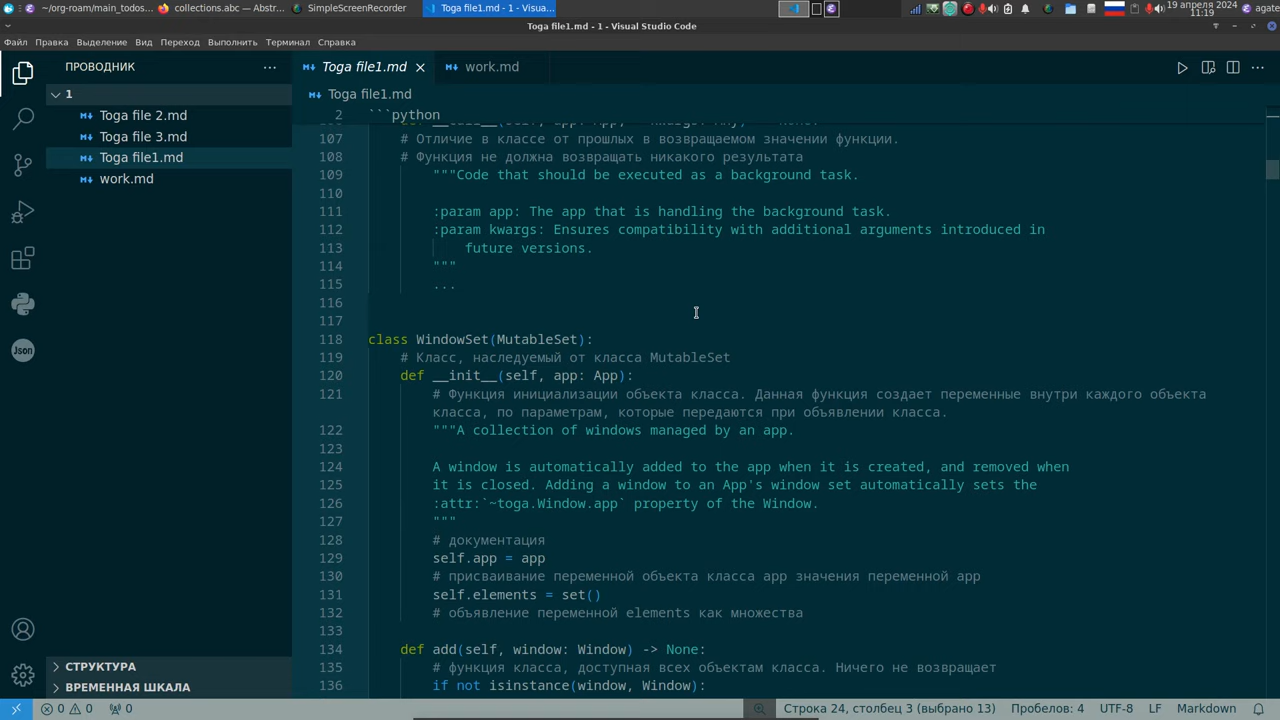 ~/org-roam/main_todos... collections.abc — Abstr... SimpleScreenRecorder Toga file1.md - 1 - Visua... 19 апреля 2024 agate
11:19
Toga file1.md - 1 - Visual Studio Code
Файл Правка Выделение Вид Переход Выполнить Терминал Справка
ПРОВОДНИК ··· Toga file1.md work.md ···
1 Toga file1.md
2 ```python
Toga file 2.md
Toga file 3.md
Toga file1.md
work.md
107 # Отличие в классе от прошлых в возвращаемом значении функции.
108 # Функция не должна возвращать никакого результата
109 """Code that should be executed as a background task.
110
111 :param app: The app that is handling the background task.
112 :param kwargs: Ensures compatibility with additional arguments introduced in
113 future versions.
114 """
115 ...
116
117
118 class WindowSet(MutableSet):
119 # Класс, наследуемый от класса MutableSet
120 def __init__(self, app: App):
121 # Функция инициализации объекта класса. Данная функция создает переменные внутри каждого объекта
класса, по параметрам, которые передаются при объявлении класса.
122 """A collection of windows managed by an app.
123
124 A window is automatically added to the app when it is created, and removed when
125 it is closed. Adding a window to an App's window set automatically sets the
126 :attr:`~toga.Window.app` property of the Window.
127 """
128 # документация
129 self.app = app
130 # присваивание переменной объекта класса app значения переменной app
131 self.elements = set()
132 # объявление переменной elements как множества
133
134 def add(self, window: Window) -> None:
135 # функция класса, доступная всех объектам класса. Ничего не возвращает
136 if not isinstance(window, Window):
Json
СТРУКТУРА
ВРЕМЕННАЯ ШКАЛА
0 0 0 Строка 24, столбец 3 (выбрано 13) Пробелов: 4 UTF-8 LF Markdown